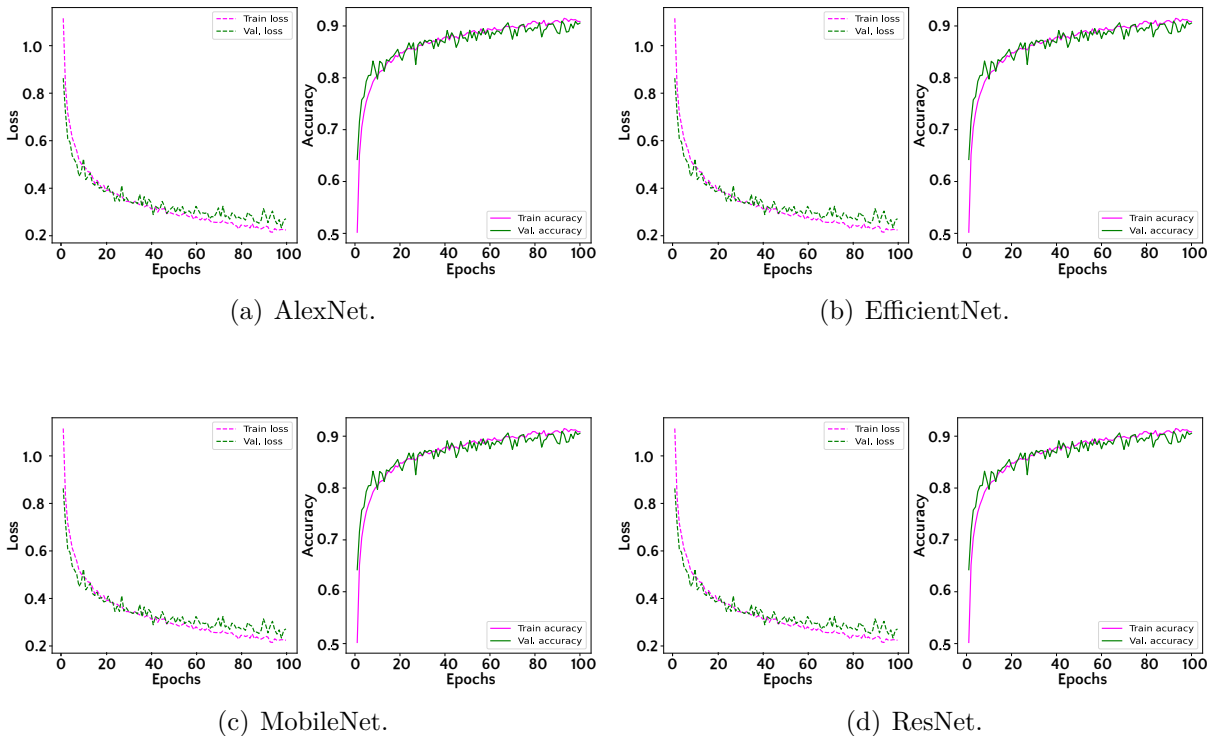 Train loss
Val. loss
1.0
0.8
0.6
0.4
0.2
Loss
0 20 40 60 80 100
Epochs
0.9
0.8
0.7
0.6
0.5
Accuracy
Train acuracy
Val. accuracy
0 20 40 60 80 100
Epochs
(a) AlexNet.
Train loss
Val. loss
1.0
0.8
0.6
0.4
0.2
Loss
0 20 40 60 80 100
Epochs
0.9
0.8
0.7
0.6
0.5
Accuracy
Train acuracy
Val. accuracy
0 20 40 60 80 100
Epochs
(b) EfficientNet.
Train loss
Val. loss
1.0
0.8
0.6
0.4
0.2
Loss
0 20 40 60 80 100
Epochs
0.9
0.8
0.7
0.6
0.5
Accuracy
Train acuracy
Val. accuracy
0 20 40 60 80 100
Epochs
(c) MobileNet.
Train loss
Val. loss
1.0
0.8
0.6
0.4
0.2
Loss
0 20 40 60 80 100
Epochs
0.9
0.8
0.7
0.6
0.5
Accuracy
Train acuracy
Val. accuracy
0 20 40 60 80 100
Epochs
(d) ResNet.